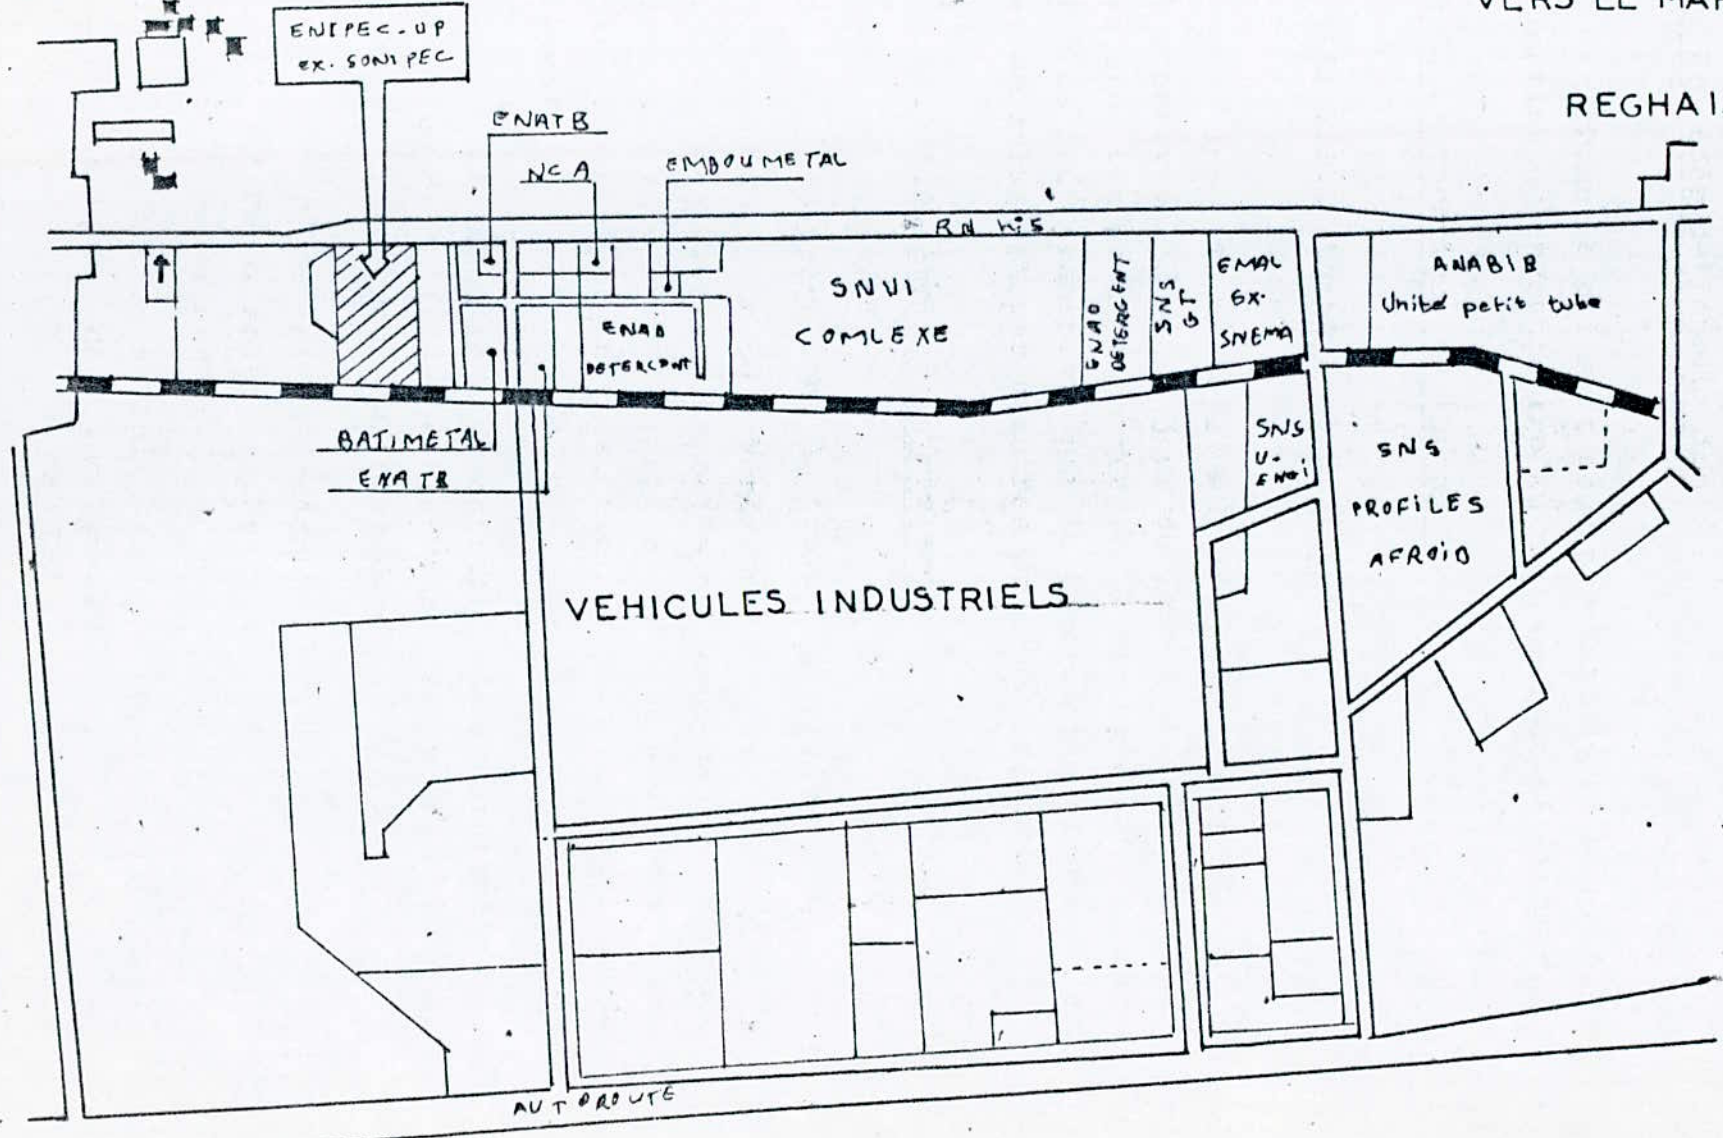 VERS LE MAR
ENIPEC-UP
ex. SONIPEC
REGHAI
ENATB
NCA
EMBOUMETAL
RN N:5
SNVI
COMLEXE
ENAD
DETERGENT
SNS
GT
EMAL
EX.
SNEMA
ANABIB
Unité petit tube
ENAD
DETERGENT
BATIMETAL
ENATB
SNS
U.
SNS
PROFILES
AFROID
VEHICULES INDUSTRIELS
AUTOROUTE